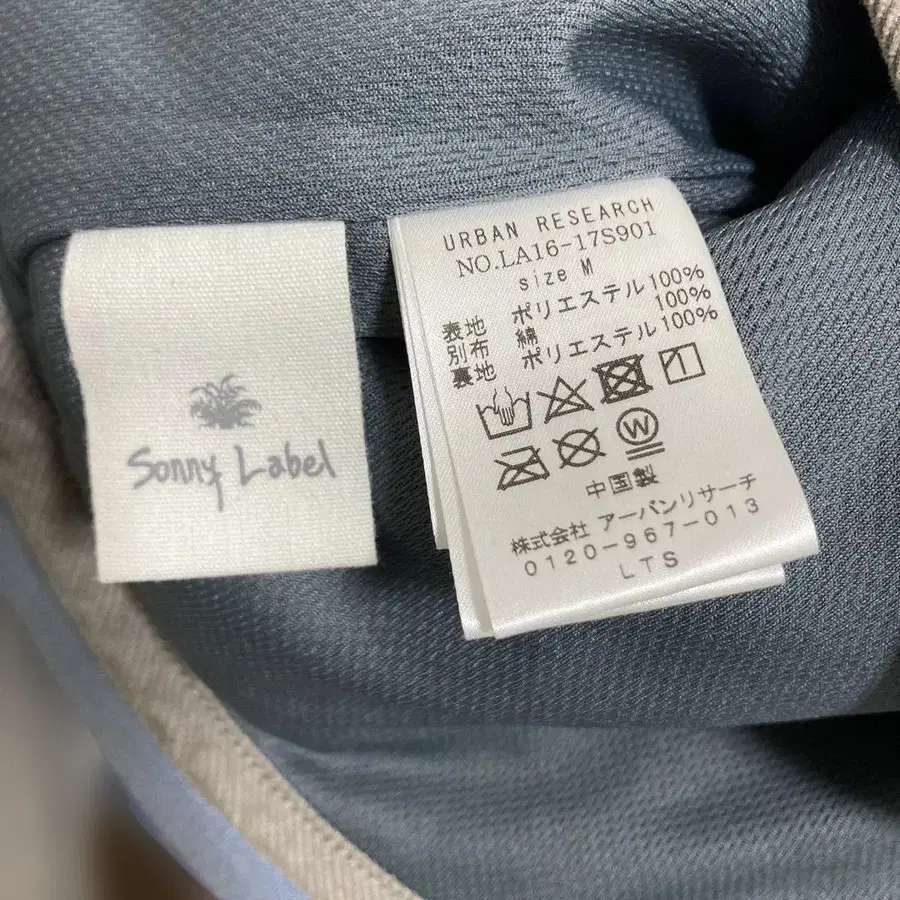 Sonny Label
URBAN RESEARCH
NO.LA16-17S901
size M
表地 ポリエステル100%
別布 綿 100%
裏地 ポリエステル100%
W
中国製
株式会社 アーバンリサーチ
0120-967-013
LTS